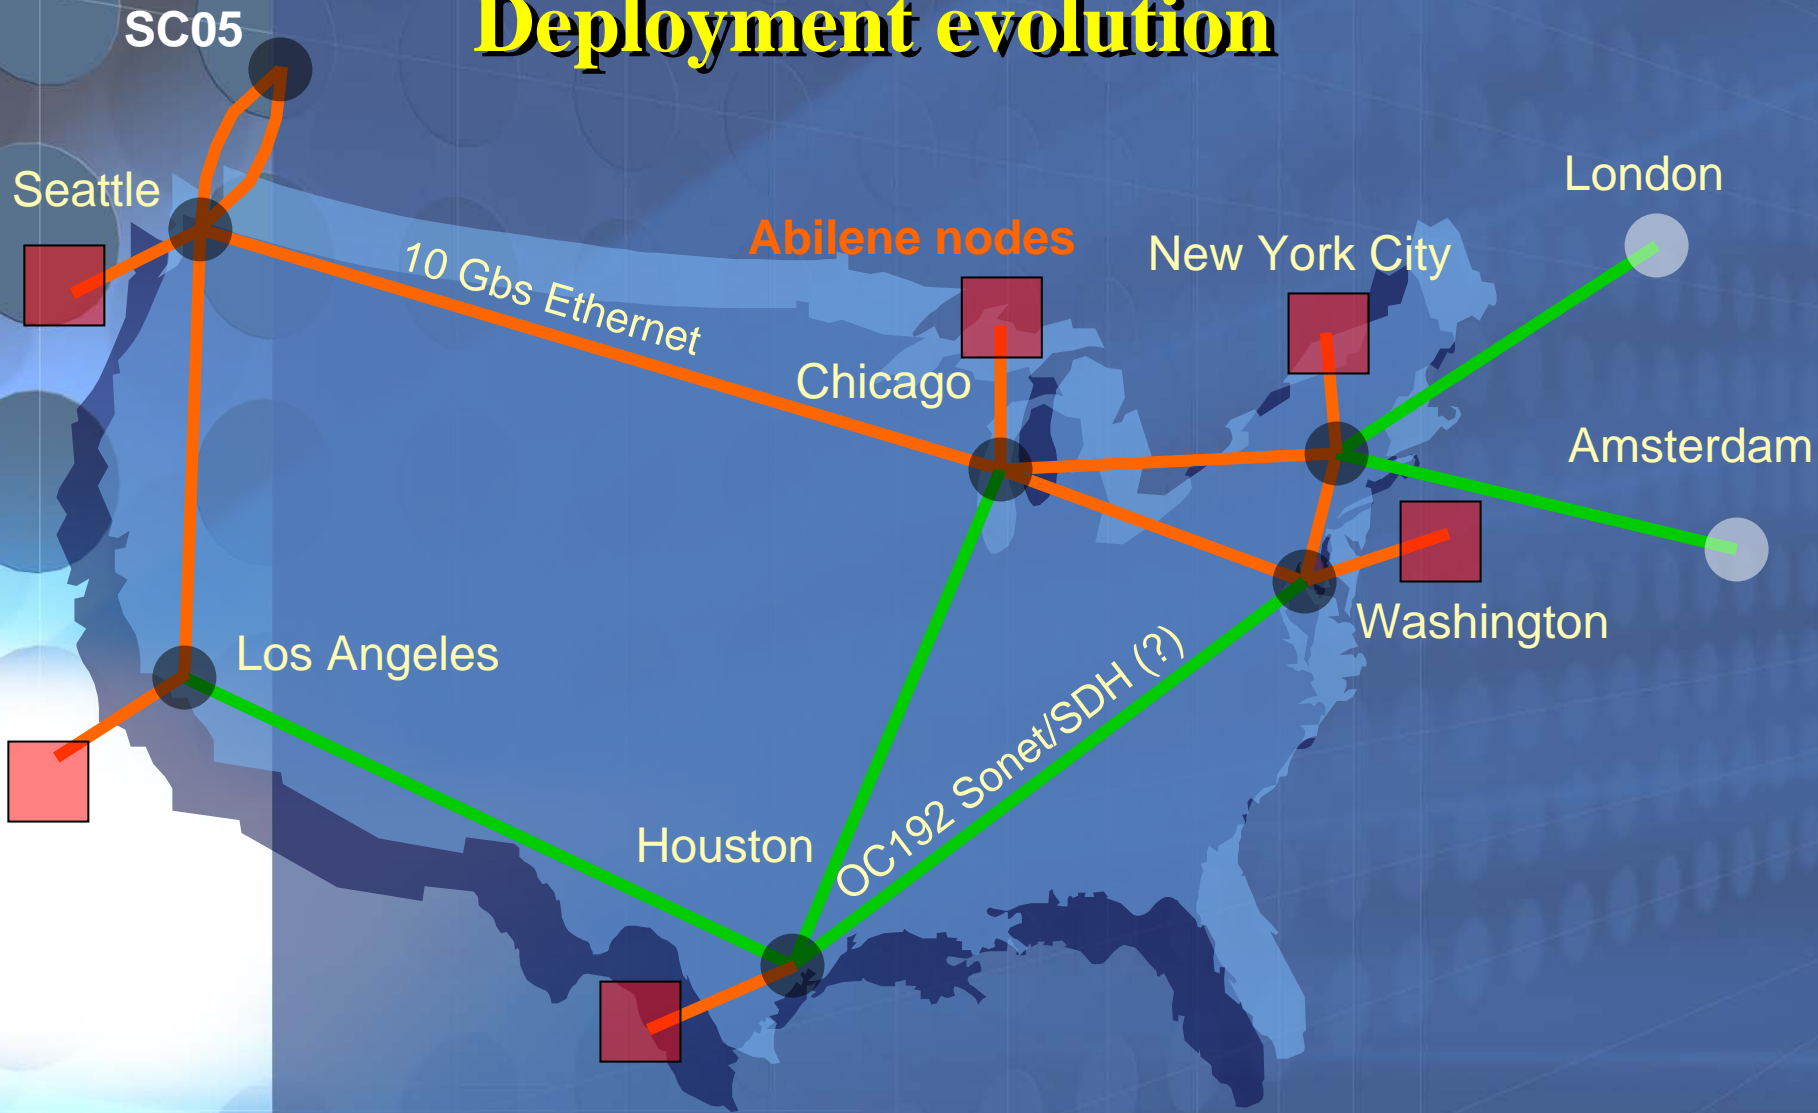 Deployment evolution
SC05
Seattle
London
Abilene nodes
New York City
10 Gbs Ethernet
Chicago
Amsterdam
Washington
Los Angeles
OC192 Sonet/SDH (?)
Houston